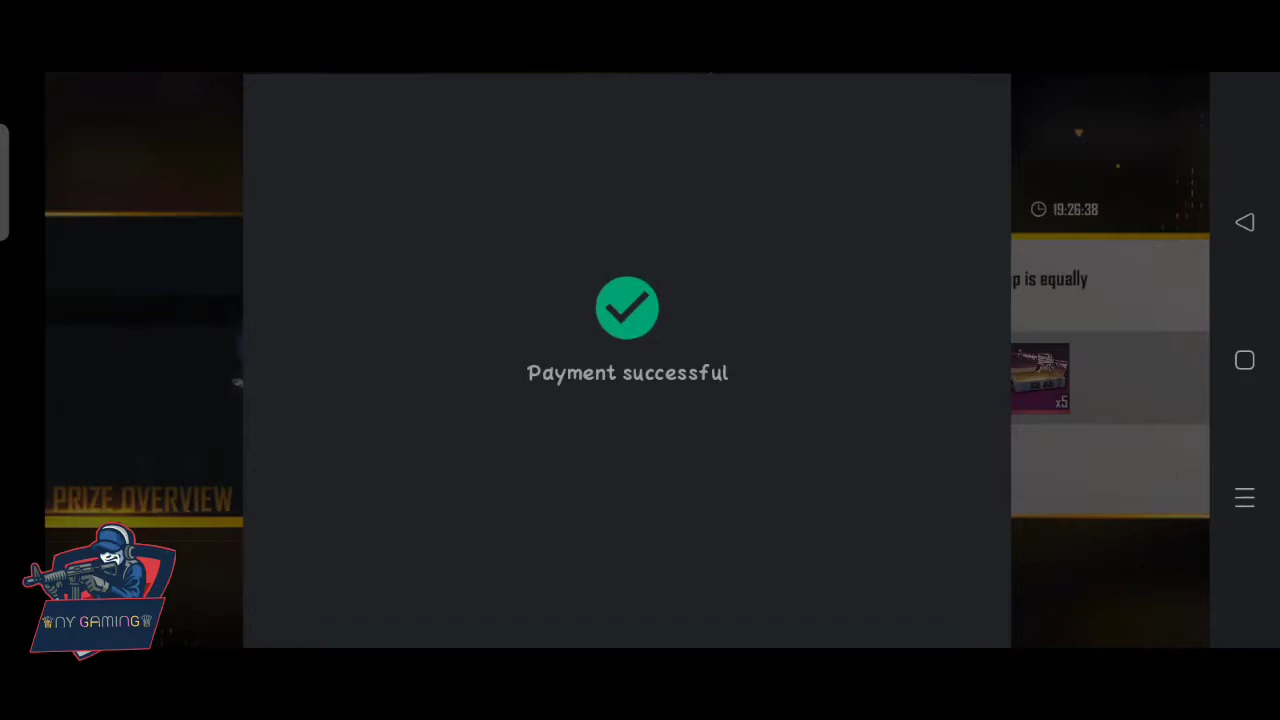 19:26:38
p is equally
Payment successful
x5
PRIZE OVERVIEW
NY GAMING